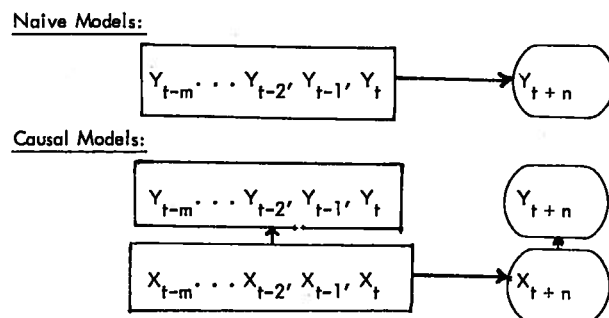 Naive Models:
Y_{t-m} . . . Y_{t-2}, Y_{t-1}, Y_t
Y_{t+n}
Causal Models:
Y_{t-m} . . . Y_{t-2}, Y_{t-1}, Y_t
Y_{t+n}
X_{t-m} . . . X_{t-2}, X_{t-1}, X_t
X_{t+n}